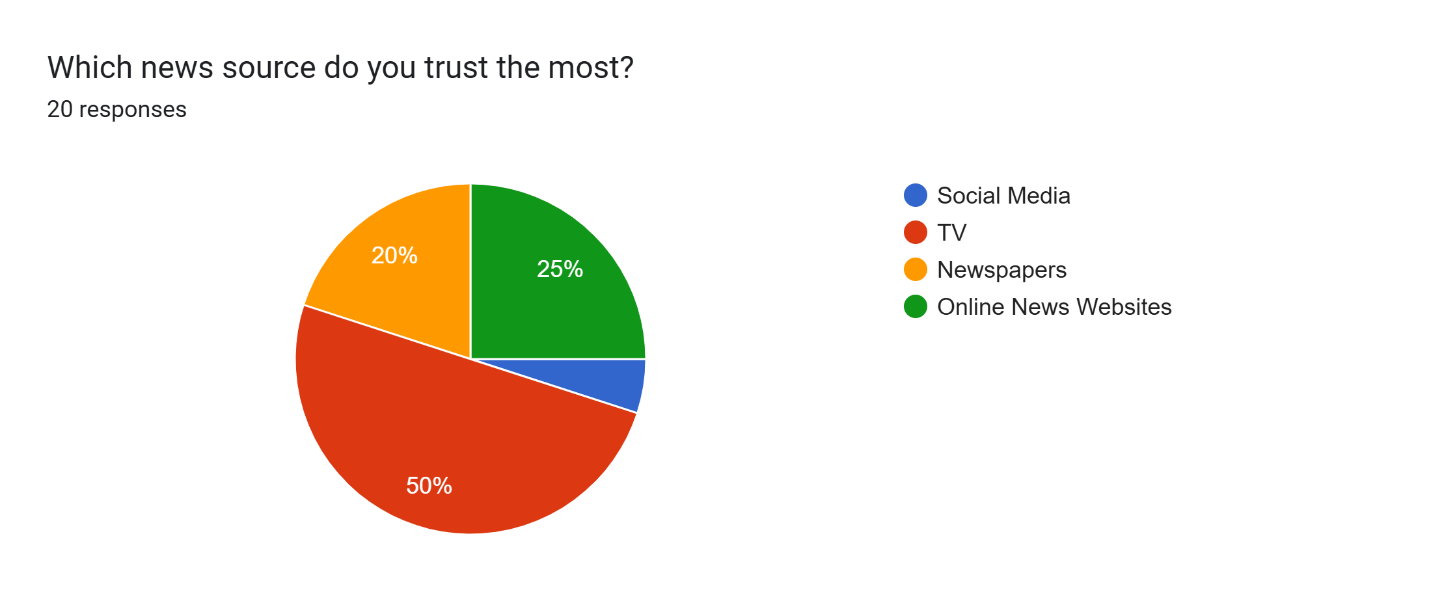 Which news source do you trust the most?
20 responses
20%
25%
50%
Social Media
TV
Newspapers
Online News Websites